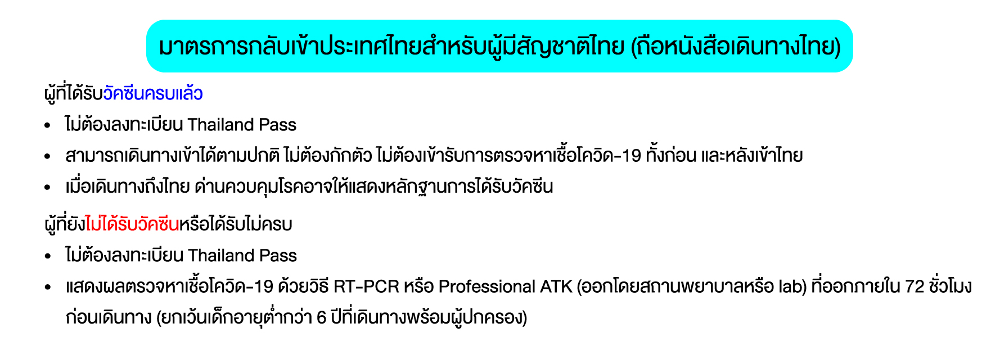 มาตรการกลับเข้าประเทศไทยสำหรับผู้มีสัญชาติไทย (ถือหนังสือเดินทางไทย)
ผู้ที่ได้รับวัคซีนครบแล้ว
• ไม่ต้องลงทะเบียน Thailand Pass
• สามารถเดินทางเข้าได้ตามปกติ ไม่ต้องกักตัว ไม่ต้องเข้ารับการตรวจหาเชื้อโควิด-19 ทั้งก่อน และหลังเข้าไทย
• เมื่อเดินทางถึงไทย ด่านควบคุมโรคอาจให้แสดงหลักฐานการได้รับวัคซีน
ผู้ที่ยังไม่ได้รับวัคซีนหรือได้รับไม่ครบ
• ไม่ต้องลงทะเบียน Thailand Pass
• แสดงผลตรวจหาเชื้อโควิด-19 ด้วยวิธี RT-PCR หรือ Professional ATK (ออกโดยสถานพยาบาลหรือ lab) ที่ออกภายใน 72 ชั่วโมง
ก่อนเดินทาง (ยกเว้นเด็กอายุต่ำกว่า 6 ปีที่เดินทางพร้อมผู้ปกครอง)